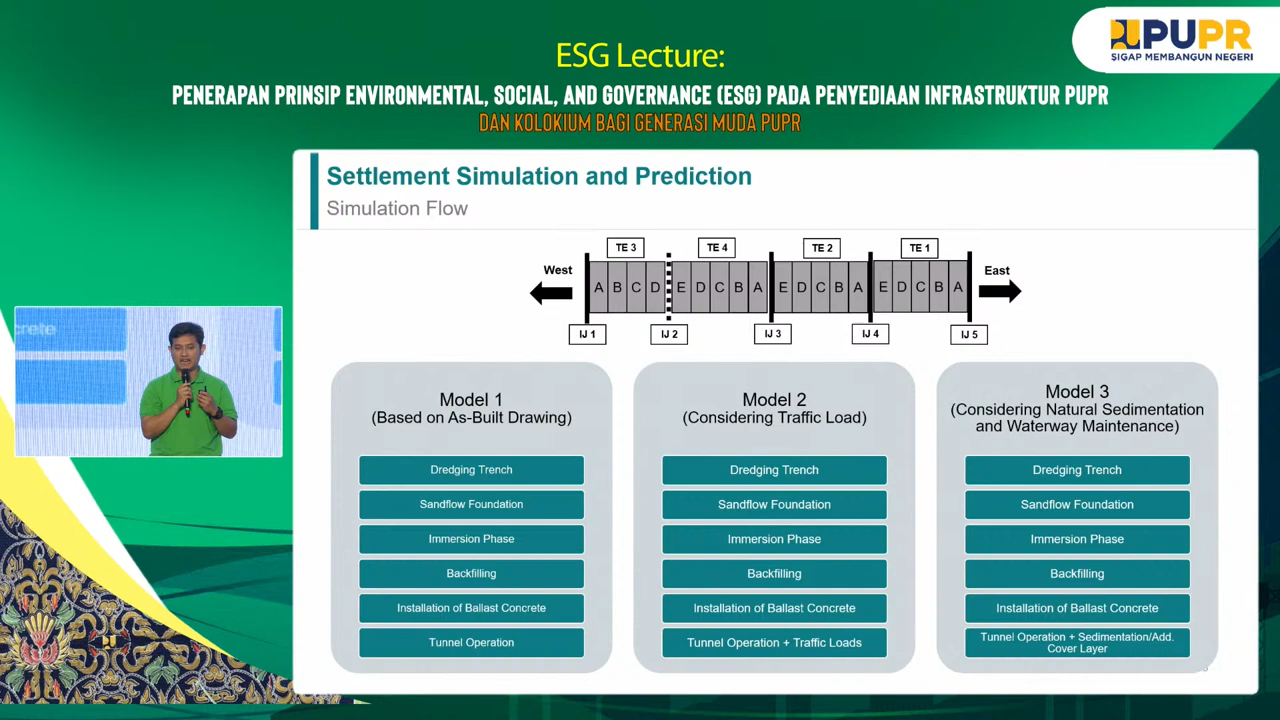 ESG Lecture:
PENERAPAN PRINSIP ENVIRONMENTAL, SOCIAL, AND GOVERNANCE (ESG) PADA PENYEDIAAN INFRASTRUKTUR PUPR
DAN KOLOKIUM BAGI GENERASI MUDA PUPR
PUPR
SIGAP MEMBANGUN NEGERI
Settlement Simulation and Prediction
Simulation Flow
TE 3 TE 4 TE 2 TE 1
West East
A B C D E D C B A E D C B A E D C B A
IJ 1 IJ 2 IJ 3 IJ 4 IJ 5
crete
Model 1
(Based on As-Built Drawing)
Dredging Trench
Sandflow Foundation
Immersion Phase
Backfilling
Installation of Ballast Concrete
Tunnel Operation
Model 2
(Considering Traffic Load)
Dredging Trench
Sandflow Foundation
Immersion Phase
Backfilling
Installation of Ballast Concrete
Tunnel Operation + Traffic Loads
Model 3
(Considering Natural Sedimentation
and Waterway Maintenance)
Dredging Trench
Sandflow Foundation
Immersion Phase
Backfilling
Installation of Ballast Concrete
Tunnel Operation + Sedimentation/Add.
Cover Layer